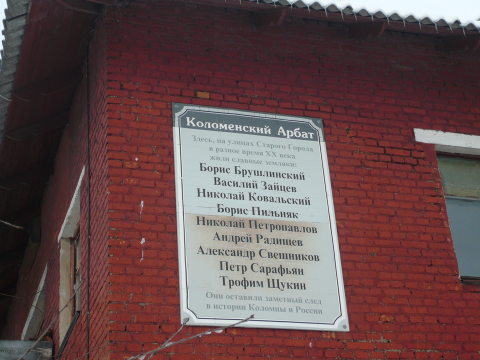 Коломенский Арбат
Здесь, на улицах Старого Города
в разное время XX века
жили славные земляки:
Борис Брушлинский
Василий Зайцев
Николай Ковальский
Борис Пильняк
Николай Петропавлов
Андрей Радищев
Александр Свешников
Петр Сарафьян
Трофим Щукин
Они оставили заметный след
в истории Коломны и России